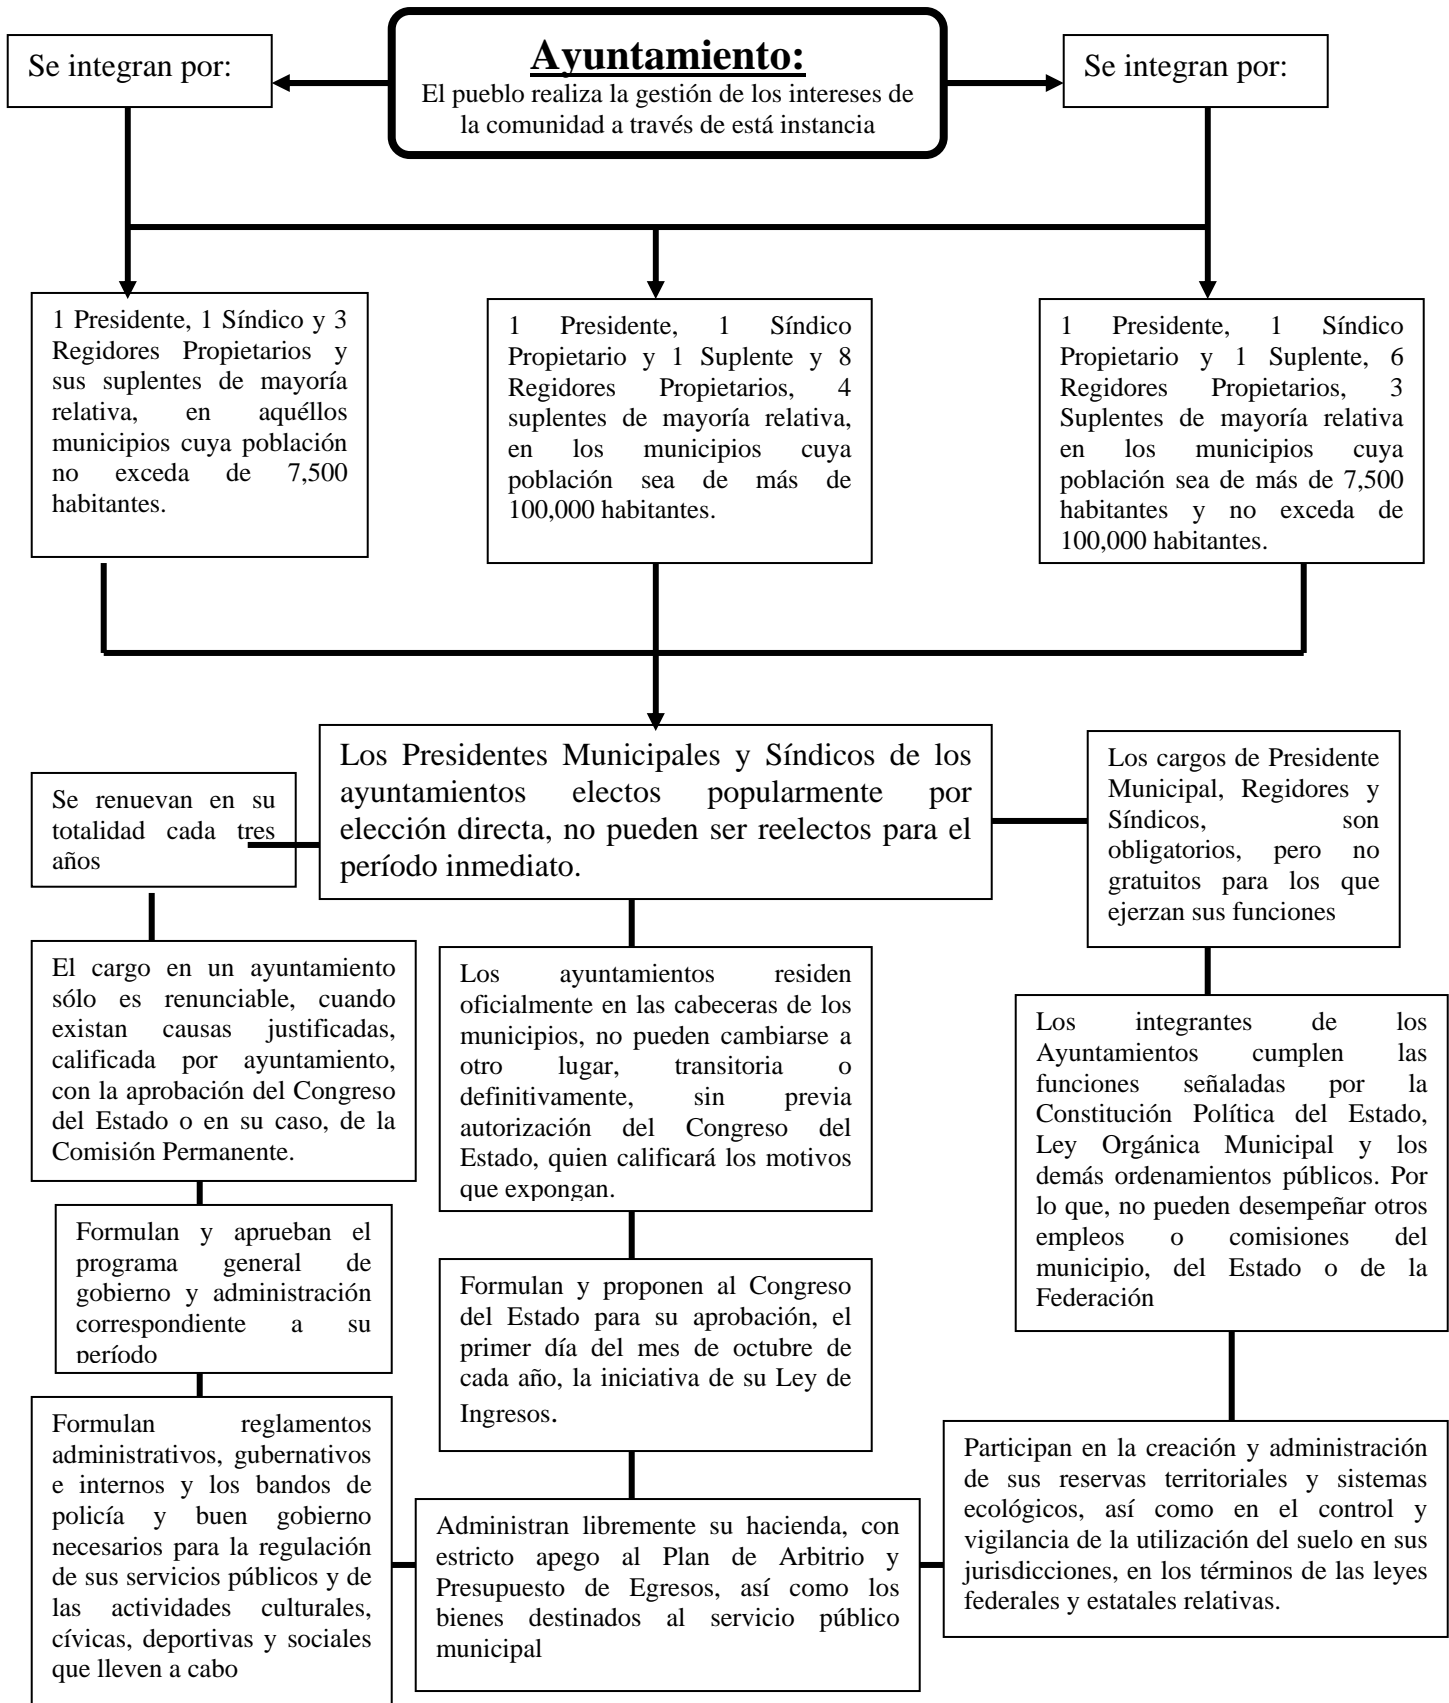 Se integran por:
Ayuntamiento:
El pueblo realiza la gestión de los intereses de
la comunidad a través de está instancia
Se integran por:
1 Presidente, 1 Síndico y 3
Regidores Propietarios y
sus suplentes de mayoría
relativa, en aquéllos
municipios cuya población
no exceda de 7,500
habitantes.
1 Presidente, 1 Síndico
Propietario y 1 Suplente y 8
Regidores Propietarios, 4
suplentes de mayoría relativa,
en los municipios cuya
población sea de más de
100,000 habitantes.
1 Presidente, 1 Síndico
Propietario y 1 Suplente, 6
Regidores Propietarios, 3
Suplentes de mayoría relativa
en los municipios cuya
población sea de más de 7,500
habitantes y no exceda de
100,000 habitantes.
Los Presidentes Municipales y Síndicos de los
ayuntamientos electos popularmente por
elección directa, no pueden ser reelectos para el
período inmediato.
Se renuevan en su
totalidad cada tres
años
Los cargos de Presidente
Municipal, Regidores y
Síndicos, son
obligatorios, pero no
gratuitos para los que
ejerzan sus funciones
El cargo en un ayuntamiento
sólo es renunciable, cuando
existan causas justificadas,
calificada por ayuntamiento,
con la aprobación del Congreso
del Estado o en su caso, de la
Comisión Permanente.
Los ayuntamientos residen
oficialmente en las cabeceras de los
municipios, no pueden cambiarse a
otro lugar, transitoria o
definitivamente, sin previa
autorización del Congreso del
Estado, quien calificará los motivos
que expongan.
Los integrantes de los
Ayuntamientos cumplen las
funciones señaladas por la
Constitución Política del Estado,
Ley Orgánica Municipal y los
demás ordenamientos públicos. Por
lo que, no pueden desempeñar otros
empleos o comisiones del
municipio, del Estado o de la
Federación
Formulan y aprueban el
programa general de
gobierno y administración
correspondiente a su
período
Formulan y proponen al Congreso
del Estado para su aprobación, el
primer día del mes de octubre de
cada año, la iniciativa de su Ley de
Ingresos.
Formulan reglamentos
administrativos, gubernativos
e internos y los bandos de
policía y buen gobierno
necesarios para la regulación
de sus servicios públicos y de
las actividades culturales,
cívicas, deportivas y sociales
que lleven a cabo
Administran libremente su hacienda, con
estricto apego al Plan de Arbitrio y
Presupuesto de Egresos, así como los
bienes destinados al servicio público
municipal
Participan en la creación y administración
de sus reservas territoriales y sistemas
ecológicos, así como en el control y
vigilancia de la utilización del suelo en sus
jurisdicciones, en los términos de las leyes
federales y estatales relativas.